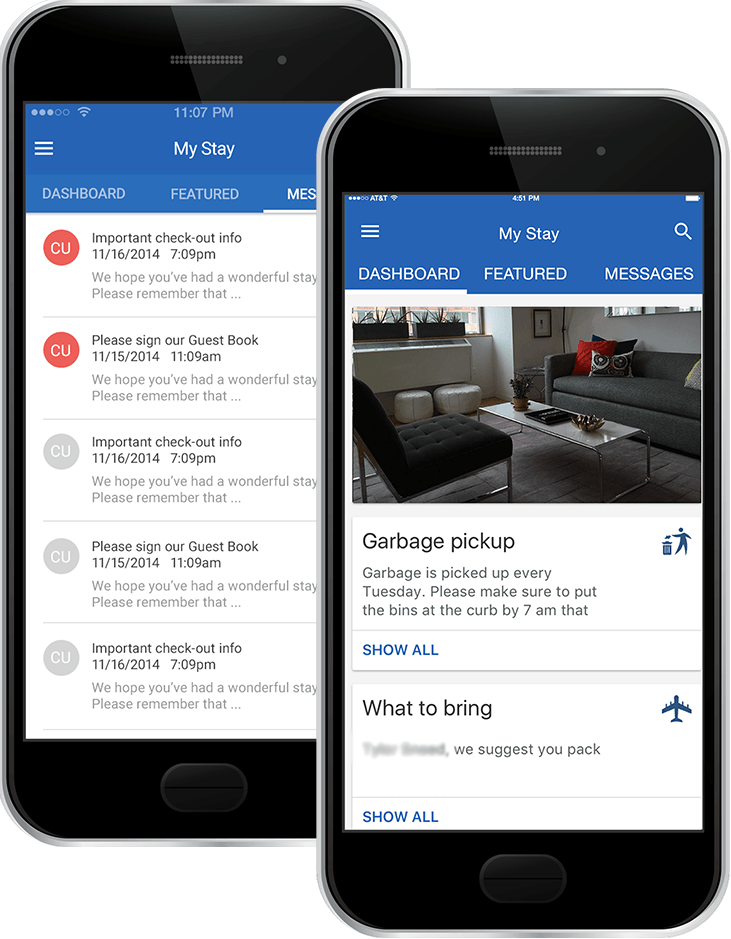 11:07 PM
My Stay
DASHBOARD FEATURED MES
CU
Important check-out info
11/16/2014 7:09pm
We hope you've had a wonderful stay
Please remember that ...
CU
Please sign our Guest Book
11/15/2014 11:09am
We hope you've had a wonderful stay
Please remember that ...
CU
Important check-out info
11/16/2014 7:09pm
We hope you've had a wonderful stay
Please remember that ...
CU
Please sign our Guest Book
11/15/2014 11:09am
We hope you've had a wonderful stay
Please remember that ...
CU
Important check-out info
11/16/2014 7:09pm
We hope you've had a wonderful stay
Please remember that ...
AT&T 4:51 PM
My Stay
DASHBOARD FEATURED MESSAGES
Garbage pickup
Garbage is picked up every
Tuesday. Please make sure to put
the bins at the curb by 7 am that
SHOW ALL
What to bring
we suggest you pack
SHOW ALL